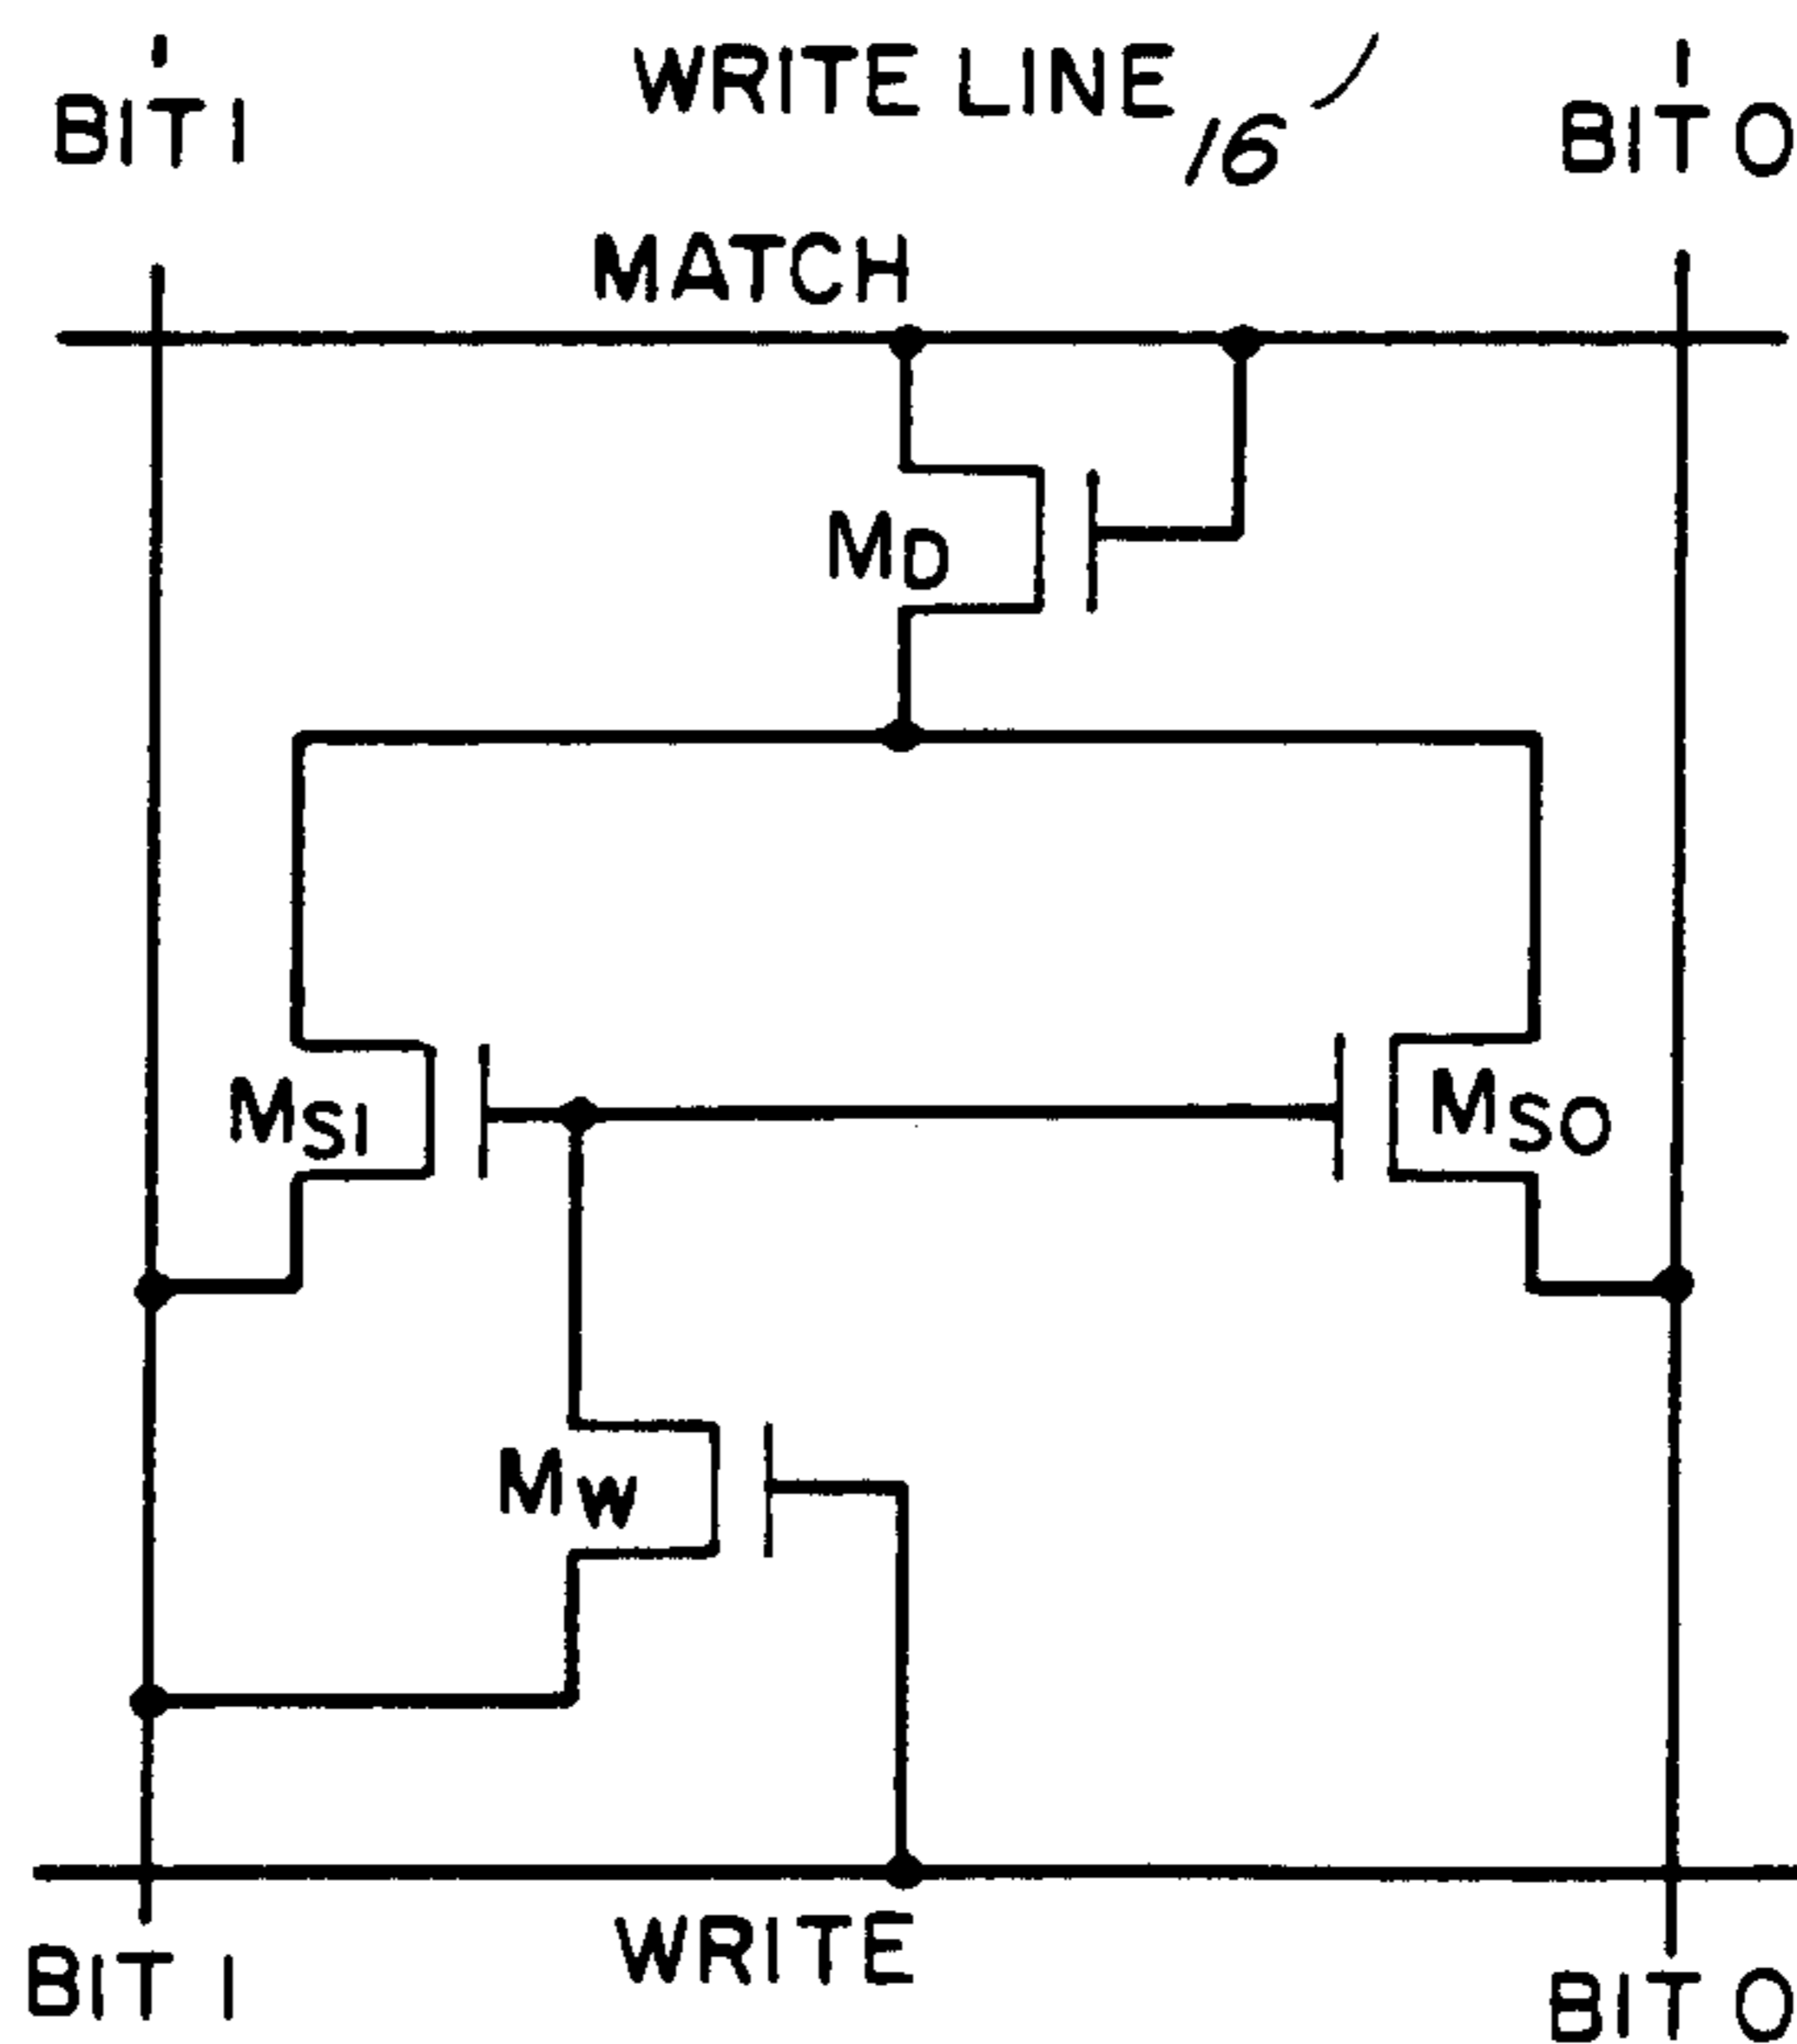 BIT 1 WRITE LINE 16 BIT 0
MATCH
MD
MS1 MS0
MW
WRITE
BIT 1 BIT 0